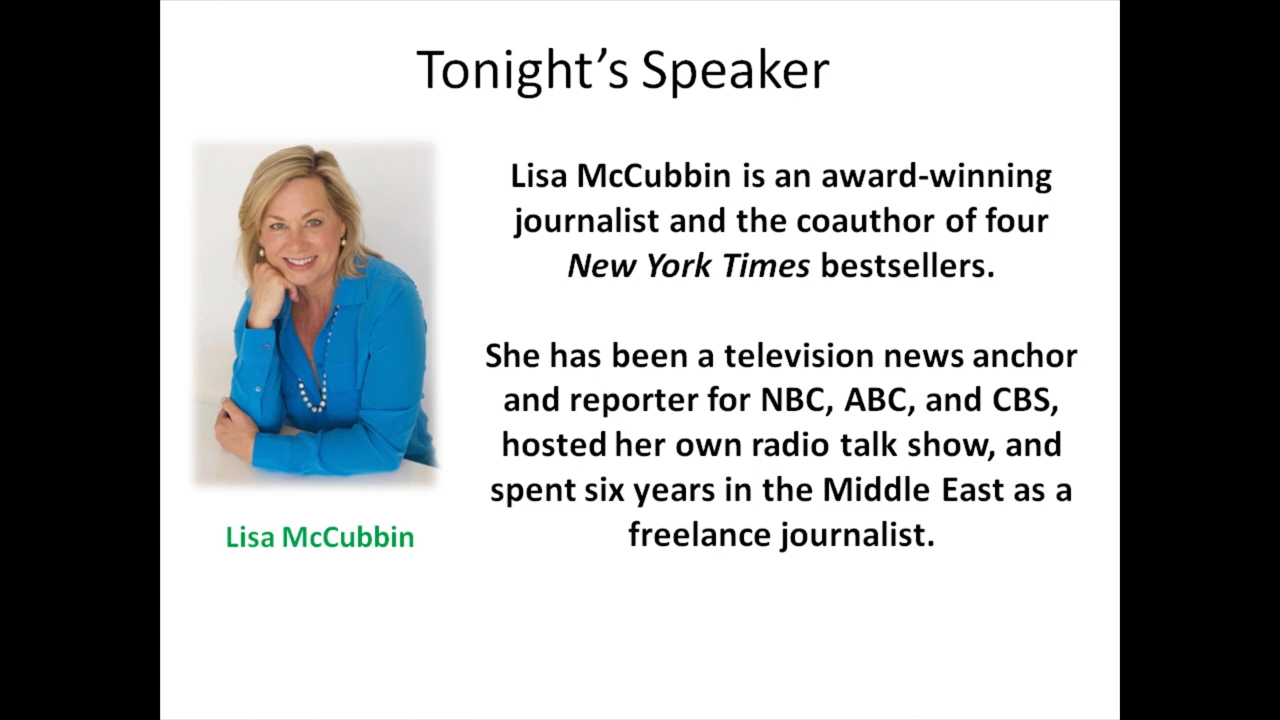 Tonight’s Speaker
Lisa McCubbin is an award-winning
journalist and the coauthor of four
New York Times bestsellers.
She has been a television news anchor
and reporter for NBC, ABC, and CBS,
hosted her own radio talk show, and
spent six years in the Middle East as a
freelance journalist.
Lisa McCubbin